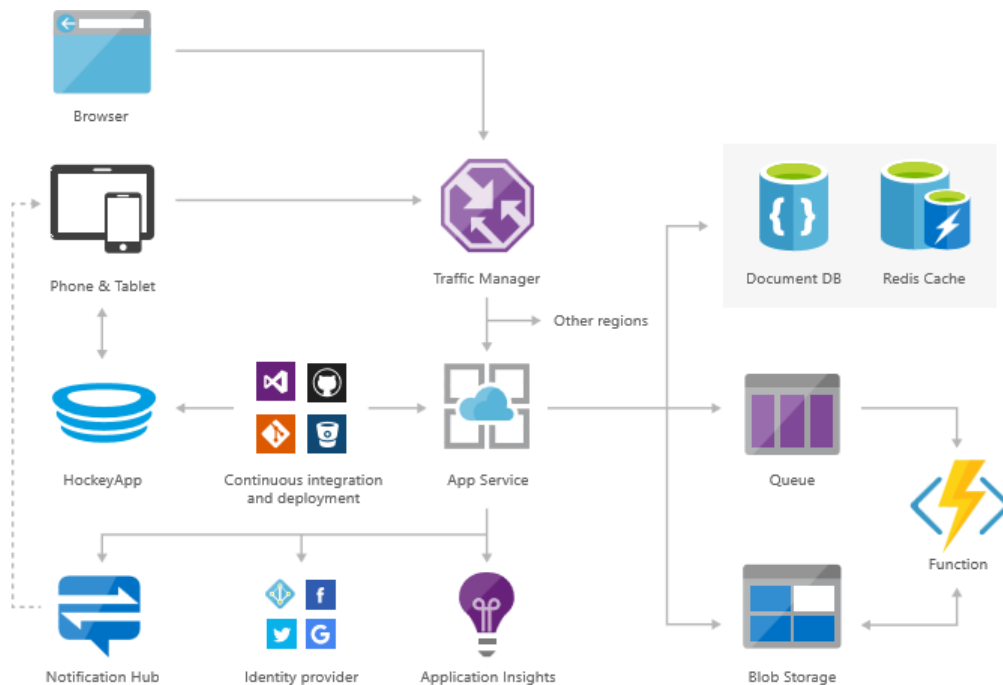 Browser
Phone & Tablet
Traffic Manager
Document DB
Redis Cache
Other regions
HockeyApp
Continuous integration
and deployment
App Service
Queue
Function
Notification Hub
Identity provider
Application Insights
Blob Storage